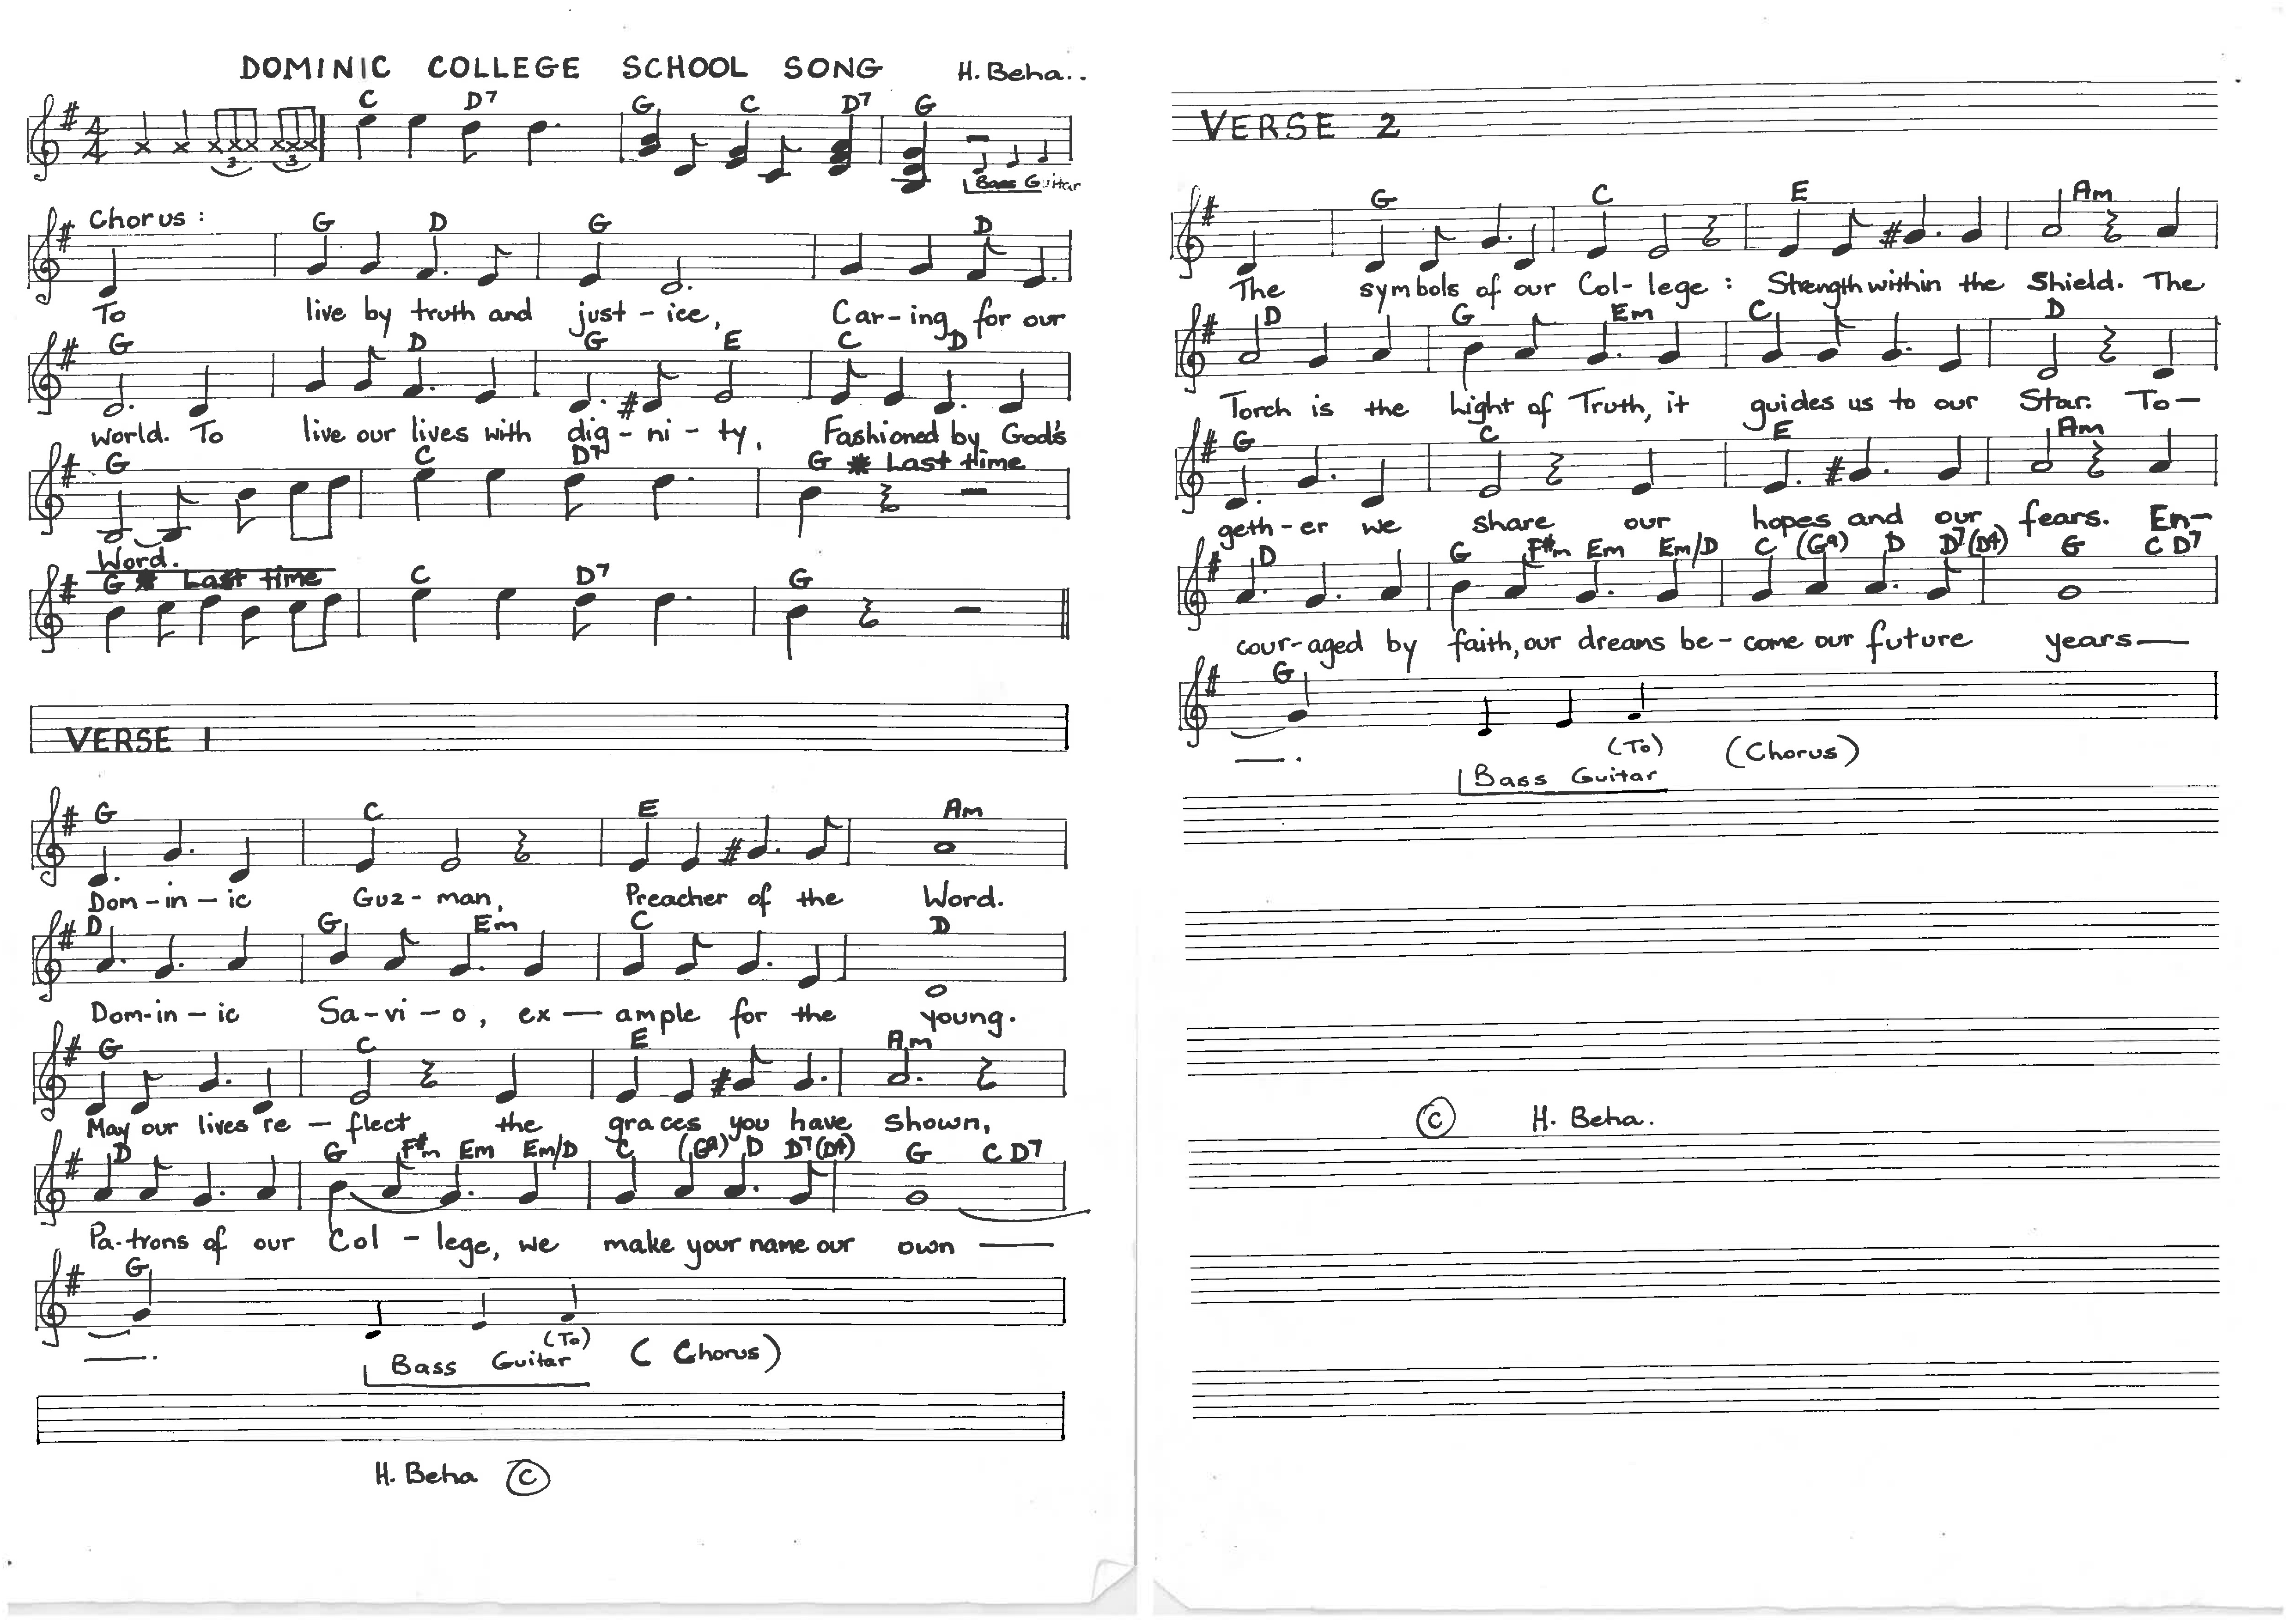 DOMINIC COLLEGE SCHOOL SONG H. Beha..
C D7 G C D7 G
4 4 3 3 Bass Guitar
Chorus :
G D G D
To live by truth and just - ice, Car - ing for our
G D G E C D
world. To live our lives with dig - ni - ty, Fashioned by God's
G C D7 G * Last time
Word.
G * Last time C D7 G
VERSE 1
G C E Am
Dom - in - ic Guz - man, Preacher of the Word.
D G Em C D
Dom - in - ic Sa - vi - o, ex — ample for the young.
G C E Am
May our lives re - flect the graces you have shown,
D G F#m Em Em/D C (G9) D D7(D4) G C D7
Pa - trons of our Col - lege, we make your name our own —
G
— . Bass Guitar (To) ( Chorus )
H. Beha ©
VERSE 2
G C E Am
The symbols of our Col - lege : Strength within the Shield. The
D G Em C D
Torch is the Light of Truth, it guides us to our Star. To -
G C E Am
geth - er we share our hopes and our fears. En -
D G F#m Em Em/D C (G9) D D7(D4) G C D7
cour - aged by faith, our dreams be - come our future years —
G
— . (To) (Chorus)
Bass Guitar
© H. Beha.